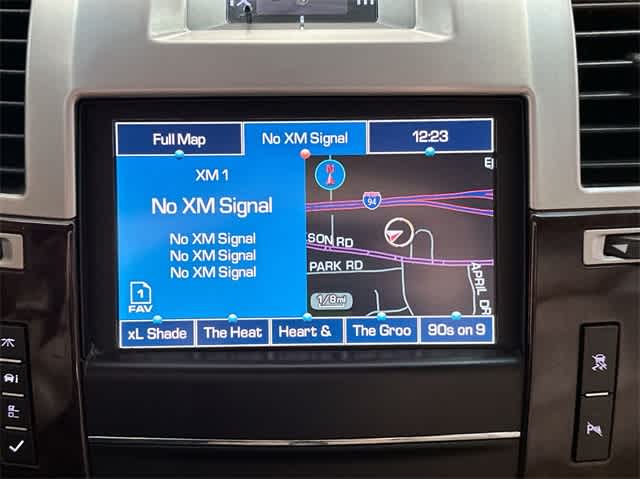 Full Map
No XM Signal
12:23
XM 1
No XM Signal
No XM Signal
No XM Signal
No XM Signal
1
FAV
N
94
SON RD
PARK RD
APRIL DR
1/8mi
xL Shade
The Heat
Heart &
The Groo
90s on 9